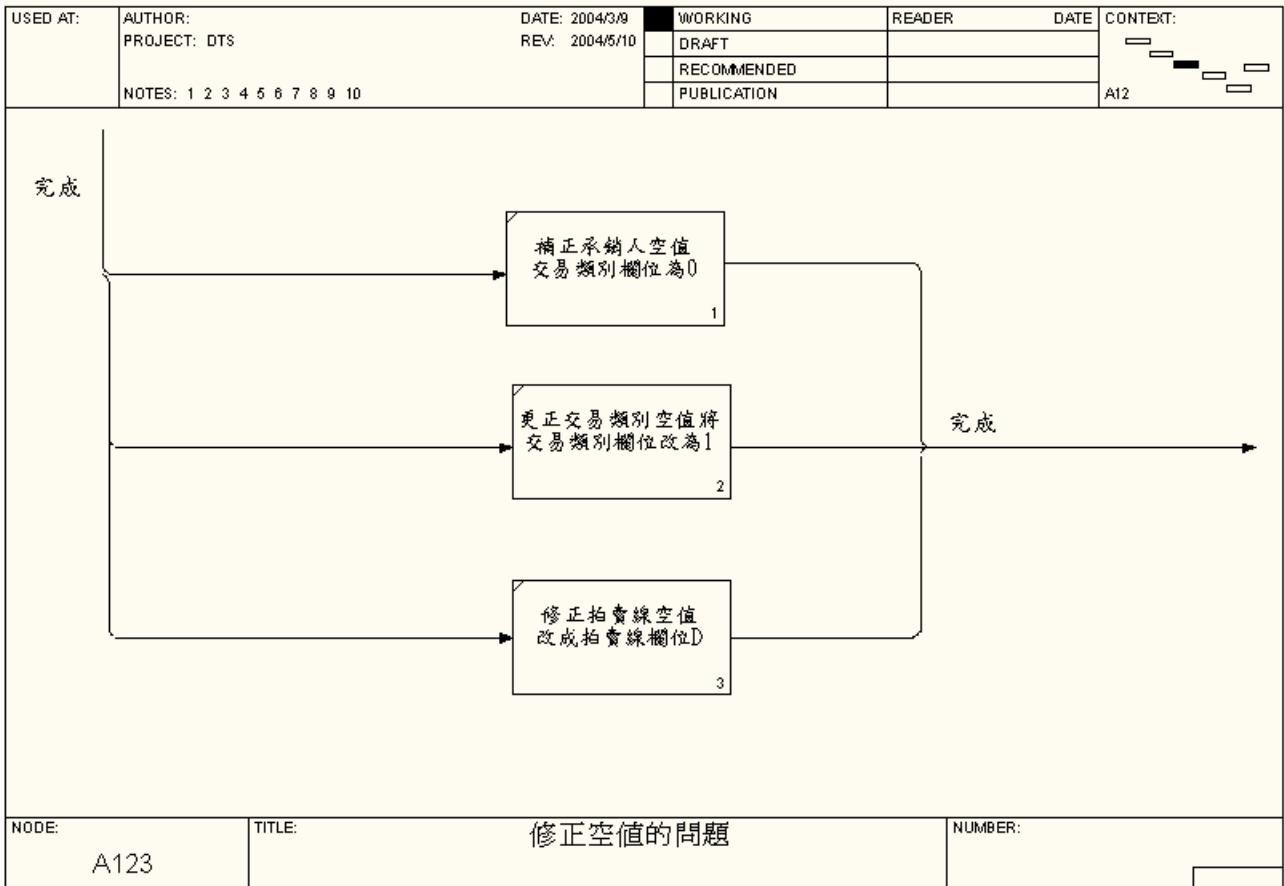 USED AT:
AUTHOR:
DATE: 2004/3/9
WORKING
READER
DATE
CONTEXT:
PROJECT: DTS
REV: 2004/5/10
DRAFT
RECOMMENDED
NOTES: 1 2 3 4 5 6 7 8 9 10
PUBLICATION
A12
完成
補正承銷人空值
交易類別欄位為0
1
更正交易類別空值將
交易類別欄位改為1
2
完成
修正拍賣線空值
改成拍賣線欄位D
3
NODE:
A123
TITLE:
修正空值的問題
NUMBER: